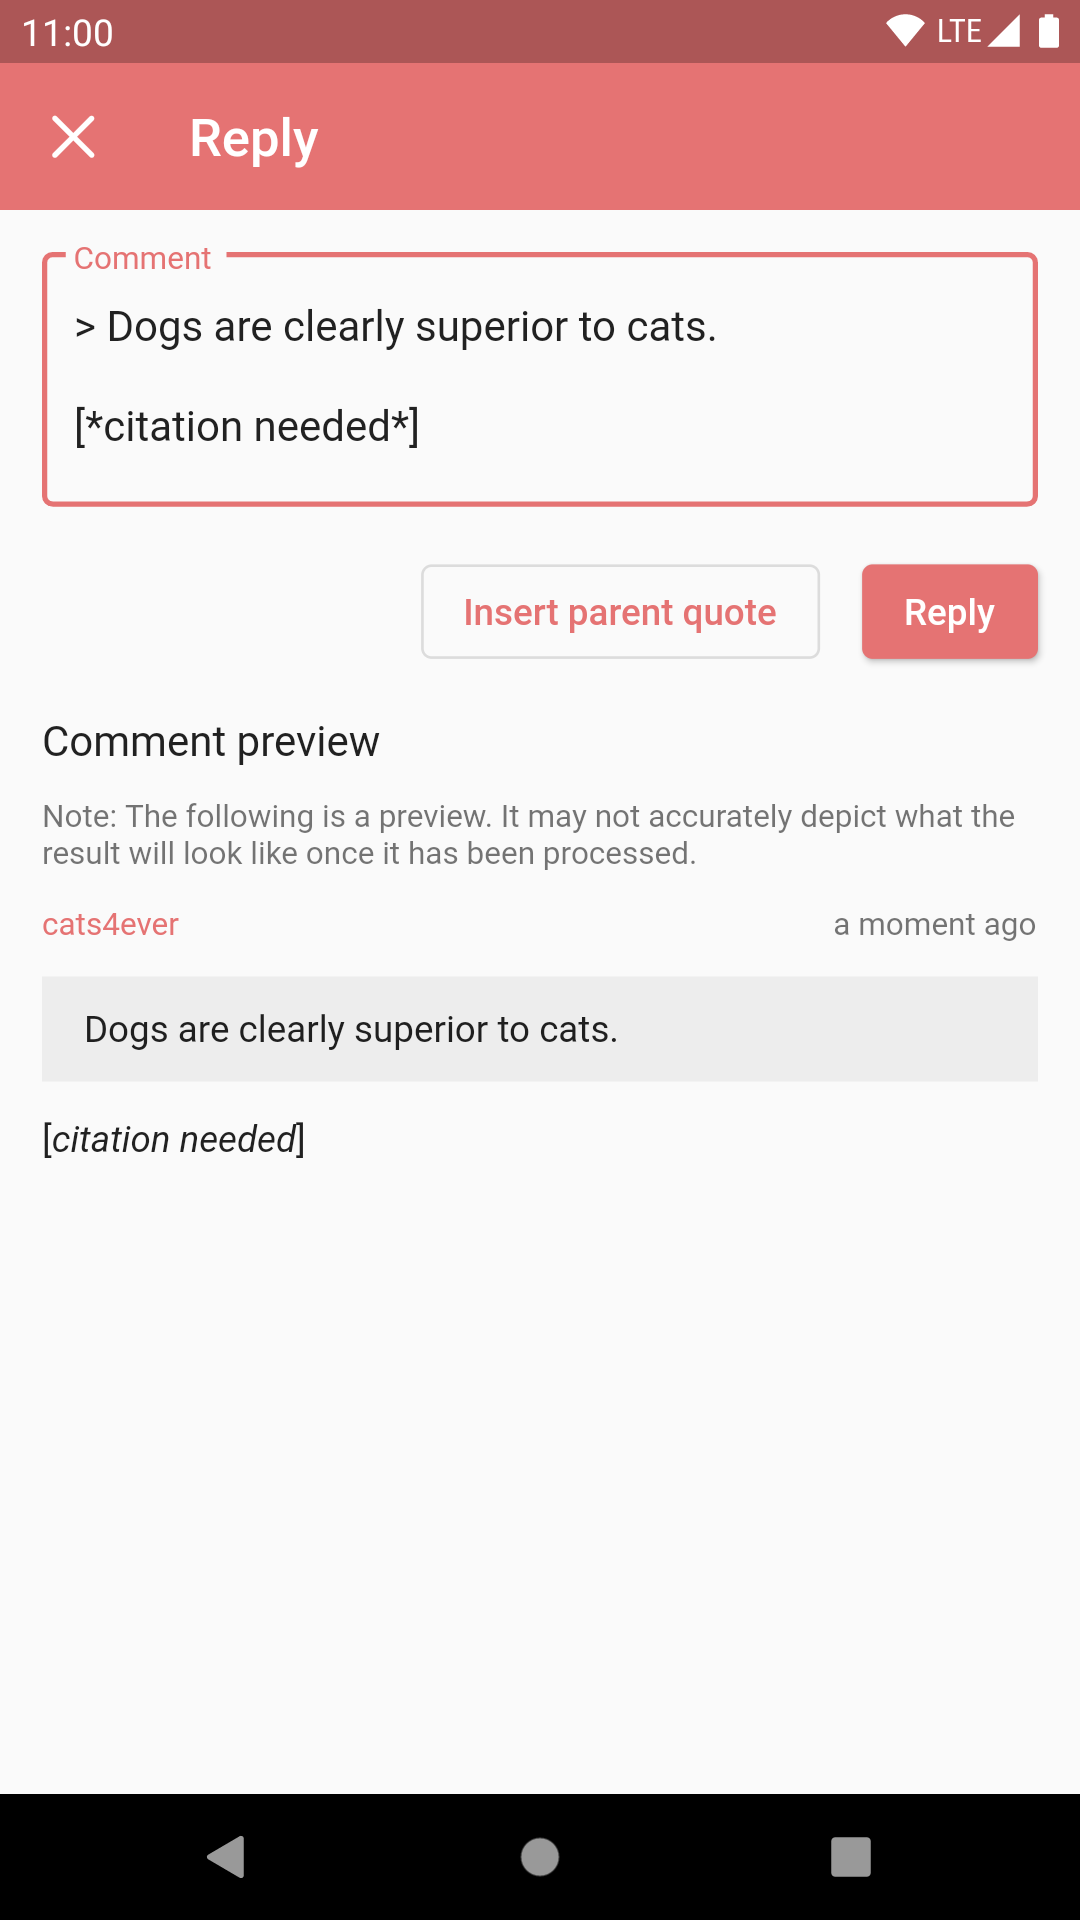 11:00 LTE
Reply
Comment
> Dogs are clearly superior to cats.
[*citation needed*]
Insert parent quote Reply
Comment preview
Note: The following is a preview. It may not accurately depict what the
result will look like once it has been processed.
cats4ever a moment ago
Dogs are clearly superior to cats.
[citation needed]